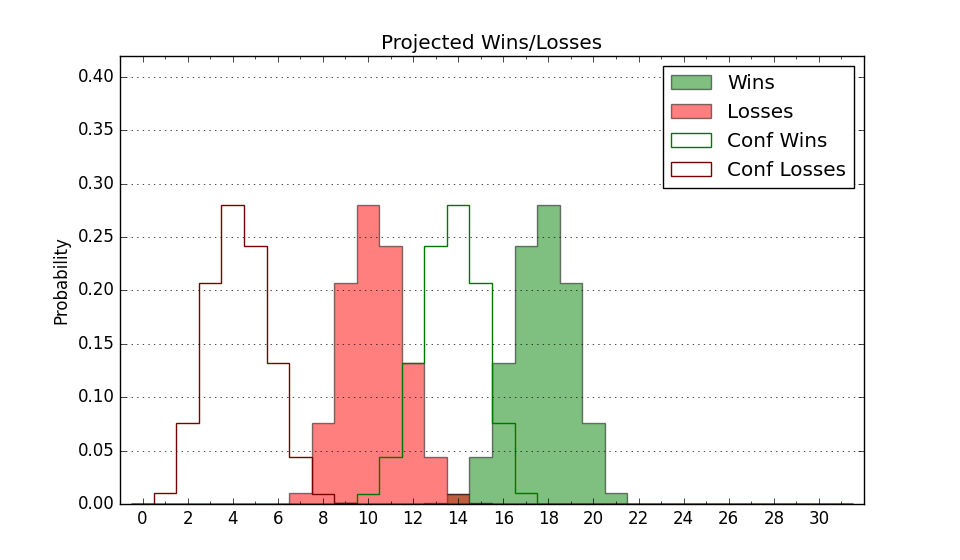 Projected Wins/Losses
0.40
0.35
0.30
0.25
0.20
0.15
0.10
0.05
0.00
Probability
Wins
Losses
Conf Wins
Conf Losses
0 2 4 6 8 10 12 14 16 18 20 22 24 26 28 30